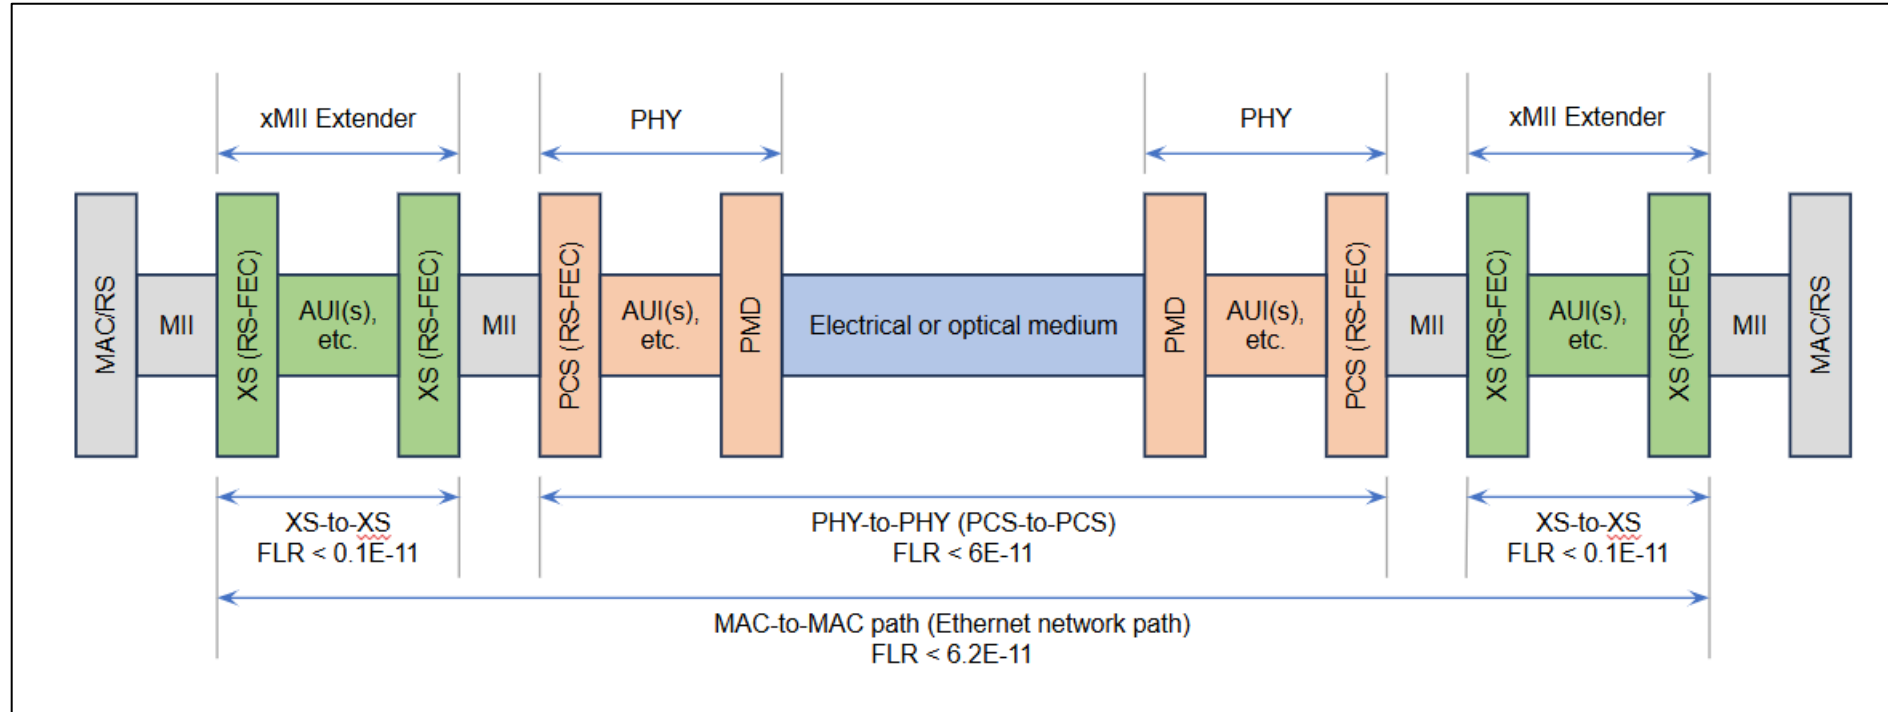 xMII Extender
PHY
PHY
xMII Extender
MAC/RS
MII
XS (RS-FEC)
AUI(s),
etc.
XS (RS-FEC)
MII
PCS (RS-FEC)
AUI(s),
etc.
PMD
Electrical or optical medium
PMD
AUI(s),
etc.
PCS (RS-FEC)
MII
XS (RS-FEC)
AUI(s),
etc.
XS (RS-FEC)
MII
MAC/RS
XS-to-XS
FLR < 0.1E-11
PHY-to-PHY (PCS-to-PCS)
FLR < 6E-11
XS-to-XS
FLR < 0.1E-11
MAC-to-MAC path (Ethernet network path)
FLR < 6.2E-11